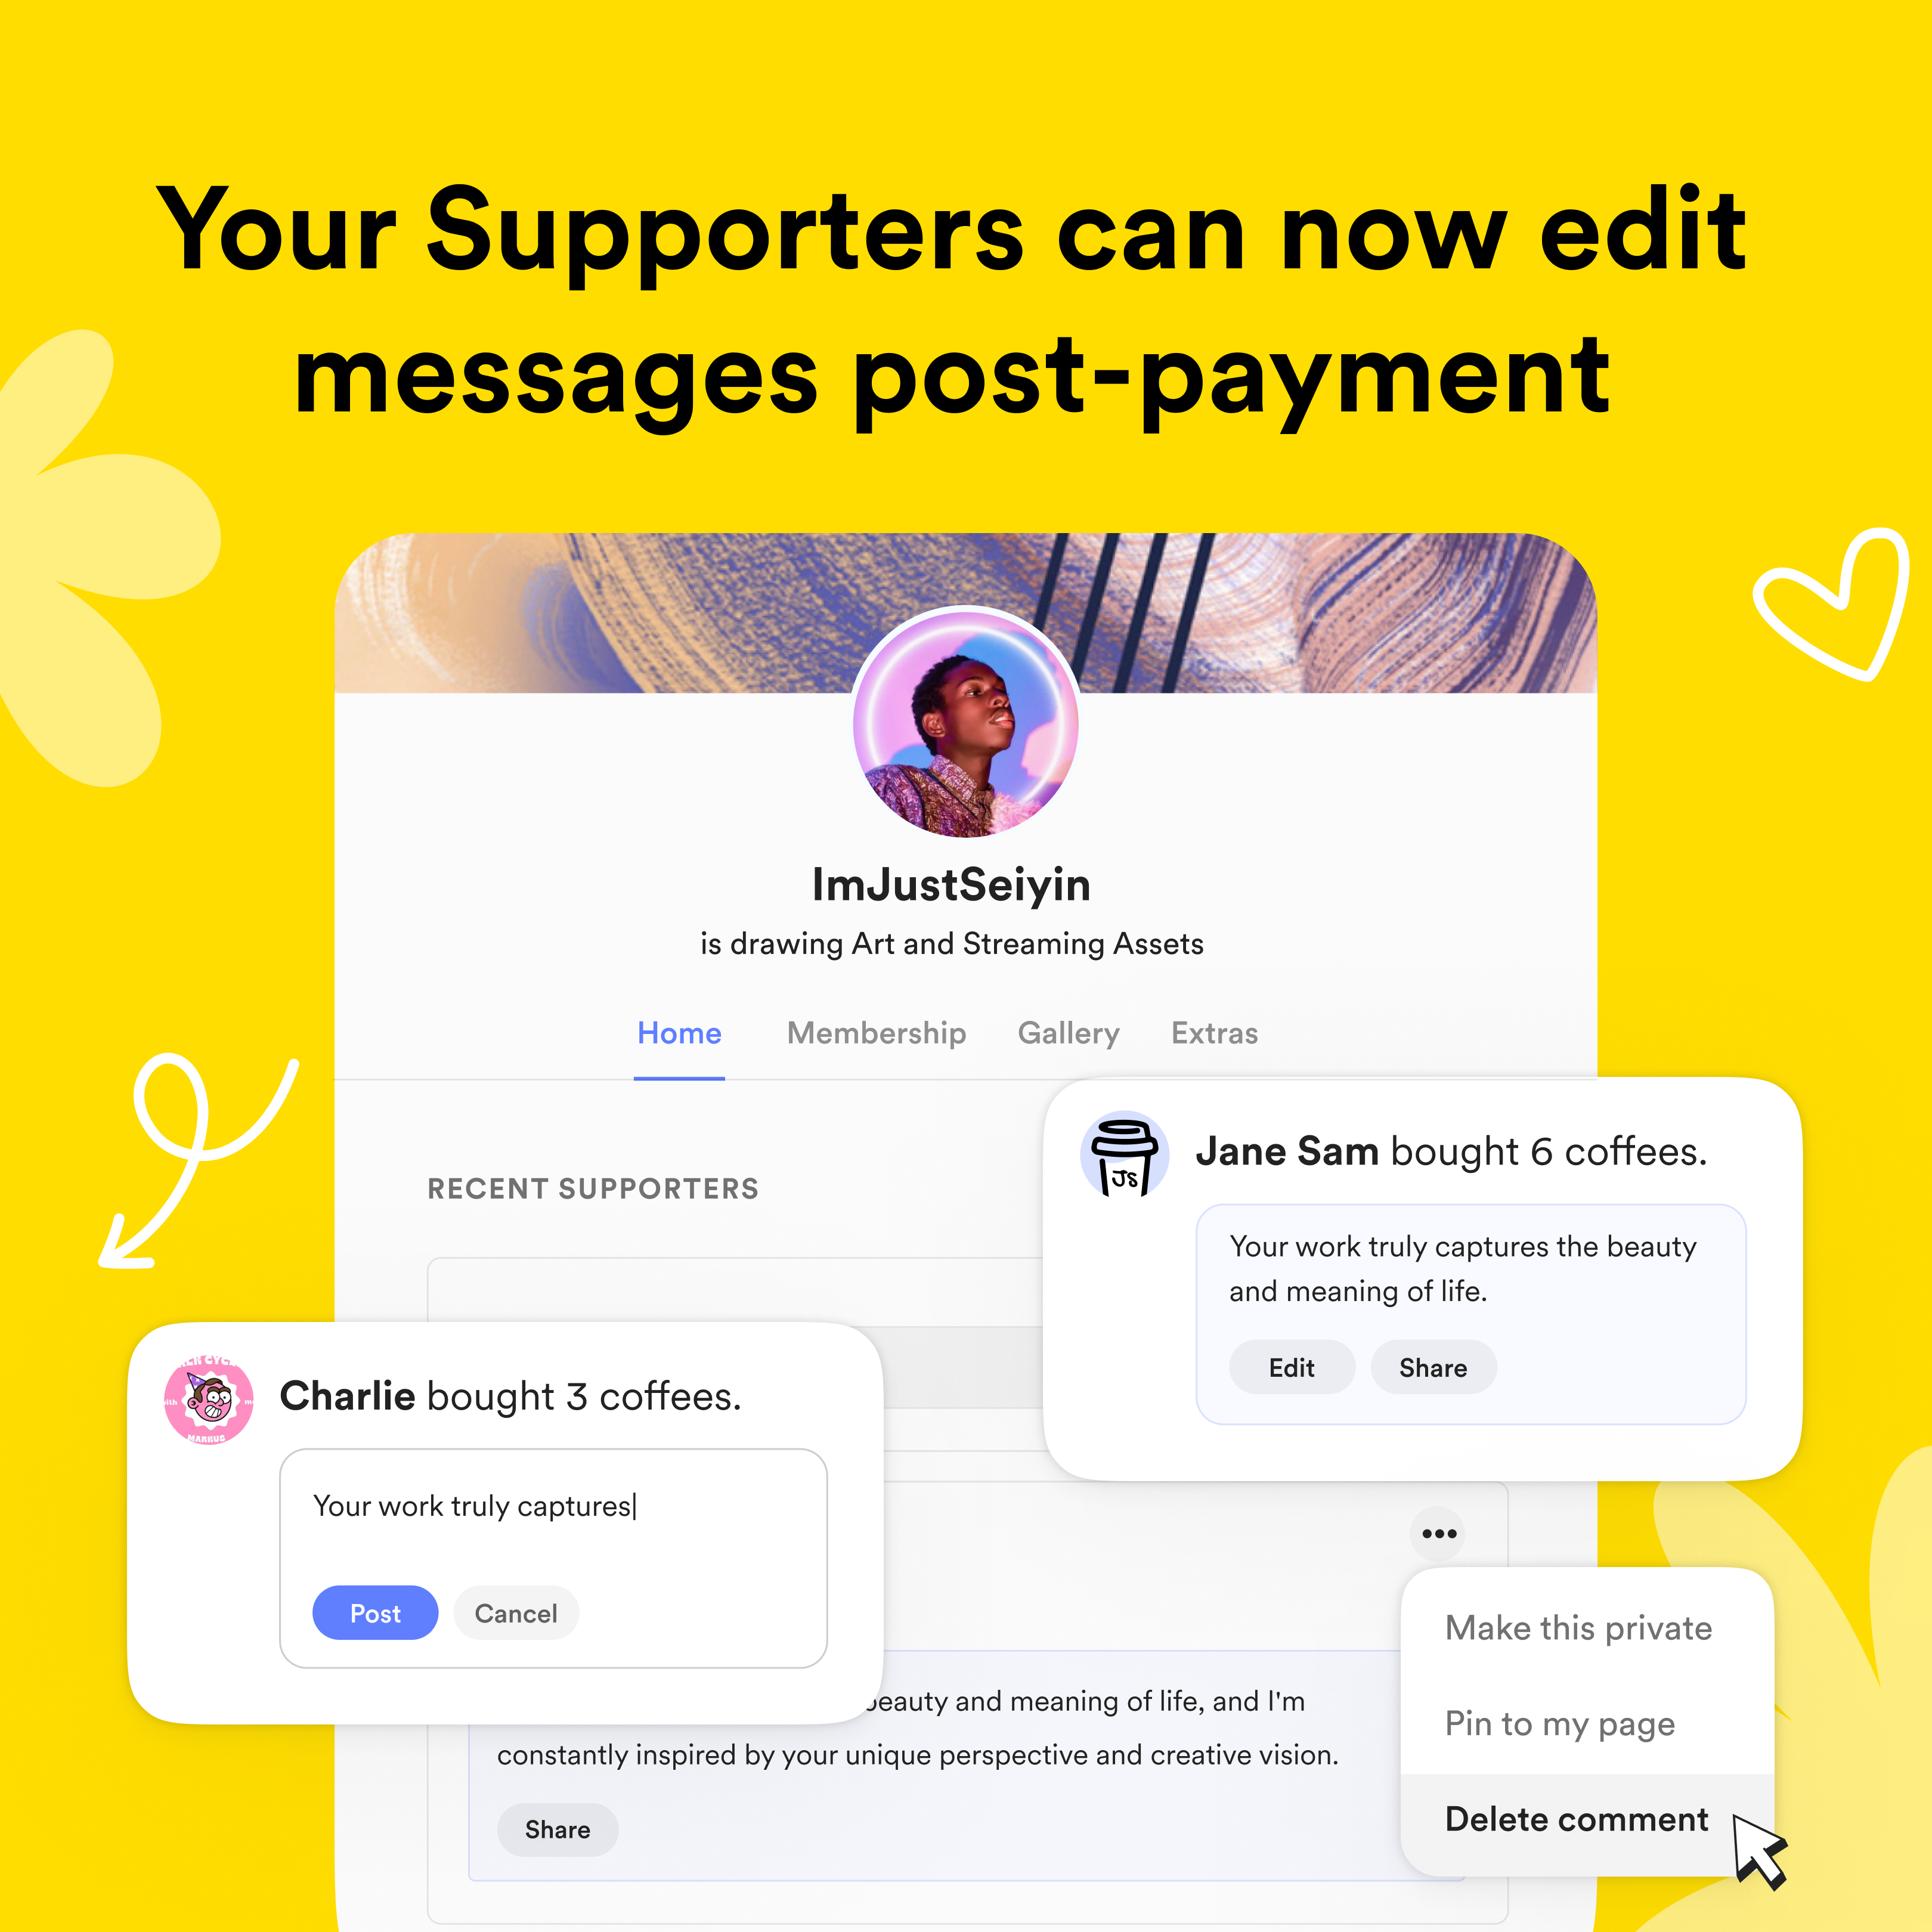 Your Supporters can now edit
messages post-payment
ImJustSeiyin
is drawing Art and Streaming Assets
Home Membership Gallery Extras
RECENT SUPPORTERS
JS
Jane Sam bought 6 coffees.
Your work truly captures the beauty
and meaning of life.
Edit Share
MARKUS
Charlie bought 3 coffees.
Your work truly captures
Post Cancel
beauty and meaning of life, and I'm
constantly inspired by your unique perspective and creative vision.
Share
Make this private
Pin to my page
Delete comment